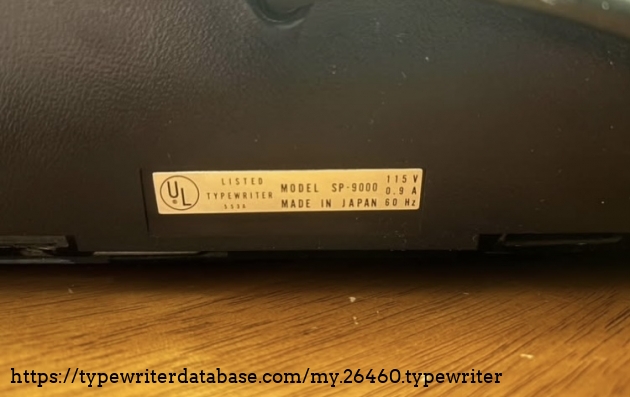 UL
®
LISTED
TYPEWRITER
MODEL SP-9000
MADE IN JAPAN
115 V
0.9 A
60 Hz
https://typewriterdatabase.com/my.26460.typewriter